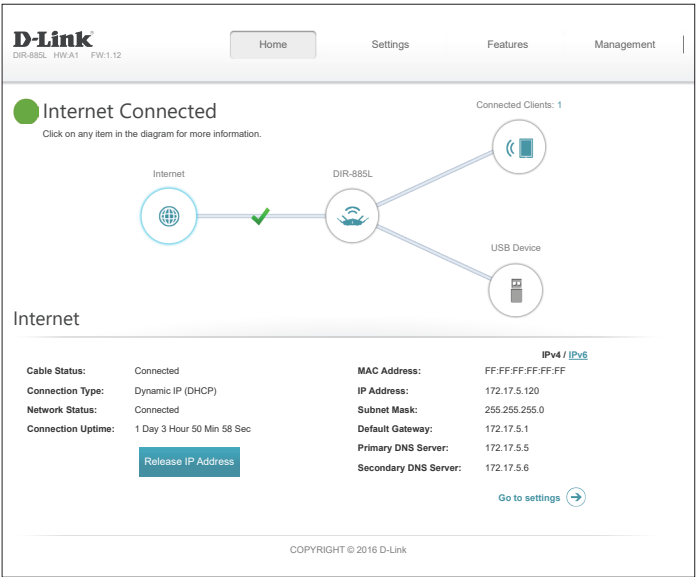 D-Link
DIR-885L HW:A1 FW:1.12
Home Settings Features Management
Internet Connected
Click on any item in the diagram for more information.
Connected Clients: 1
Internet
DIR-885L
USB Device
Internet
IPv4 / IPv6
Cable Status: Connected MAC Address: FF:FF:FF:FF:FF:FF
Connection Type: Dynamic IP (DHCP) IP Address: 172.17.5.120
Network Status: Connected Subnet Mask: 255.255.255.0
Connection Uptime: 1 Day 3 Hour 50 Min 58 Sec Default Gateway: 172.17.5.1
Primary DNS Server: 172.17.5.5
Release IP Address
Secondary DNS Server: 172.17.5.6
Go to settings
COPYRIGHT © 2016 D-Link